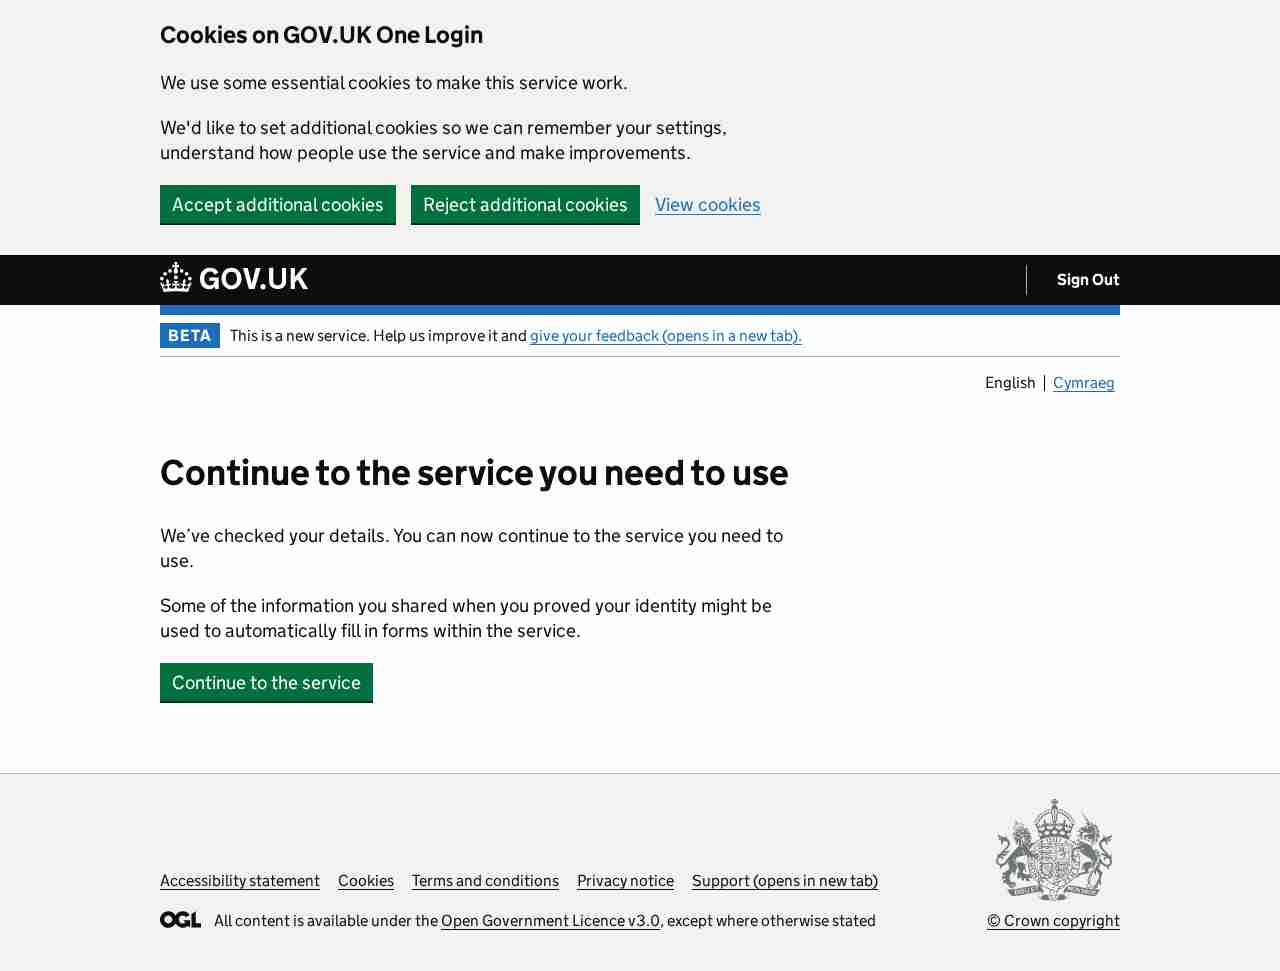 Cookies on GOV.UK One Login
We use some essential cookies to make this service work.
We'd like to set additional cookies so we can remember your settings,
understand how people use the service and make improvements.
Accept additional cookies Reject additional cookies View cookies
GOV.UK Sign Out
BETA This is a new service. Help us improve it and give your feedback (opens in a new tab).
English | Cymraeg
Continue to the service you need to use
We’ve checked your details. You can now continue to the service you need to
use.
Some of the information you shared when you proved your identity might be
used to automatically fill in forms within the service.
Continue to the service
Accessibility statement Cookies Terms and conditions Privacy notice Support (opens in new tab)
OGL All content is available under the Open Government Licence v3.0, except where otherwise stated © Crown copyright